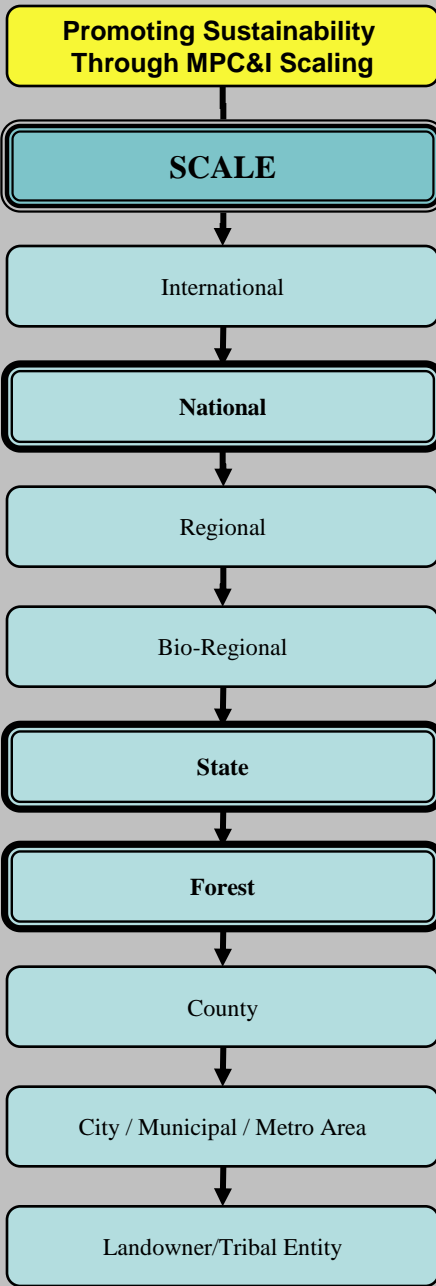 Promoting Sustainability
Through MPC&I Scaling
SCALE
International
National
Regional
Bio-Regional
State
Forest
County
City / Municipal / Metro Area
Landowner/Tribal Entity